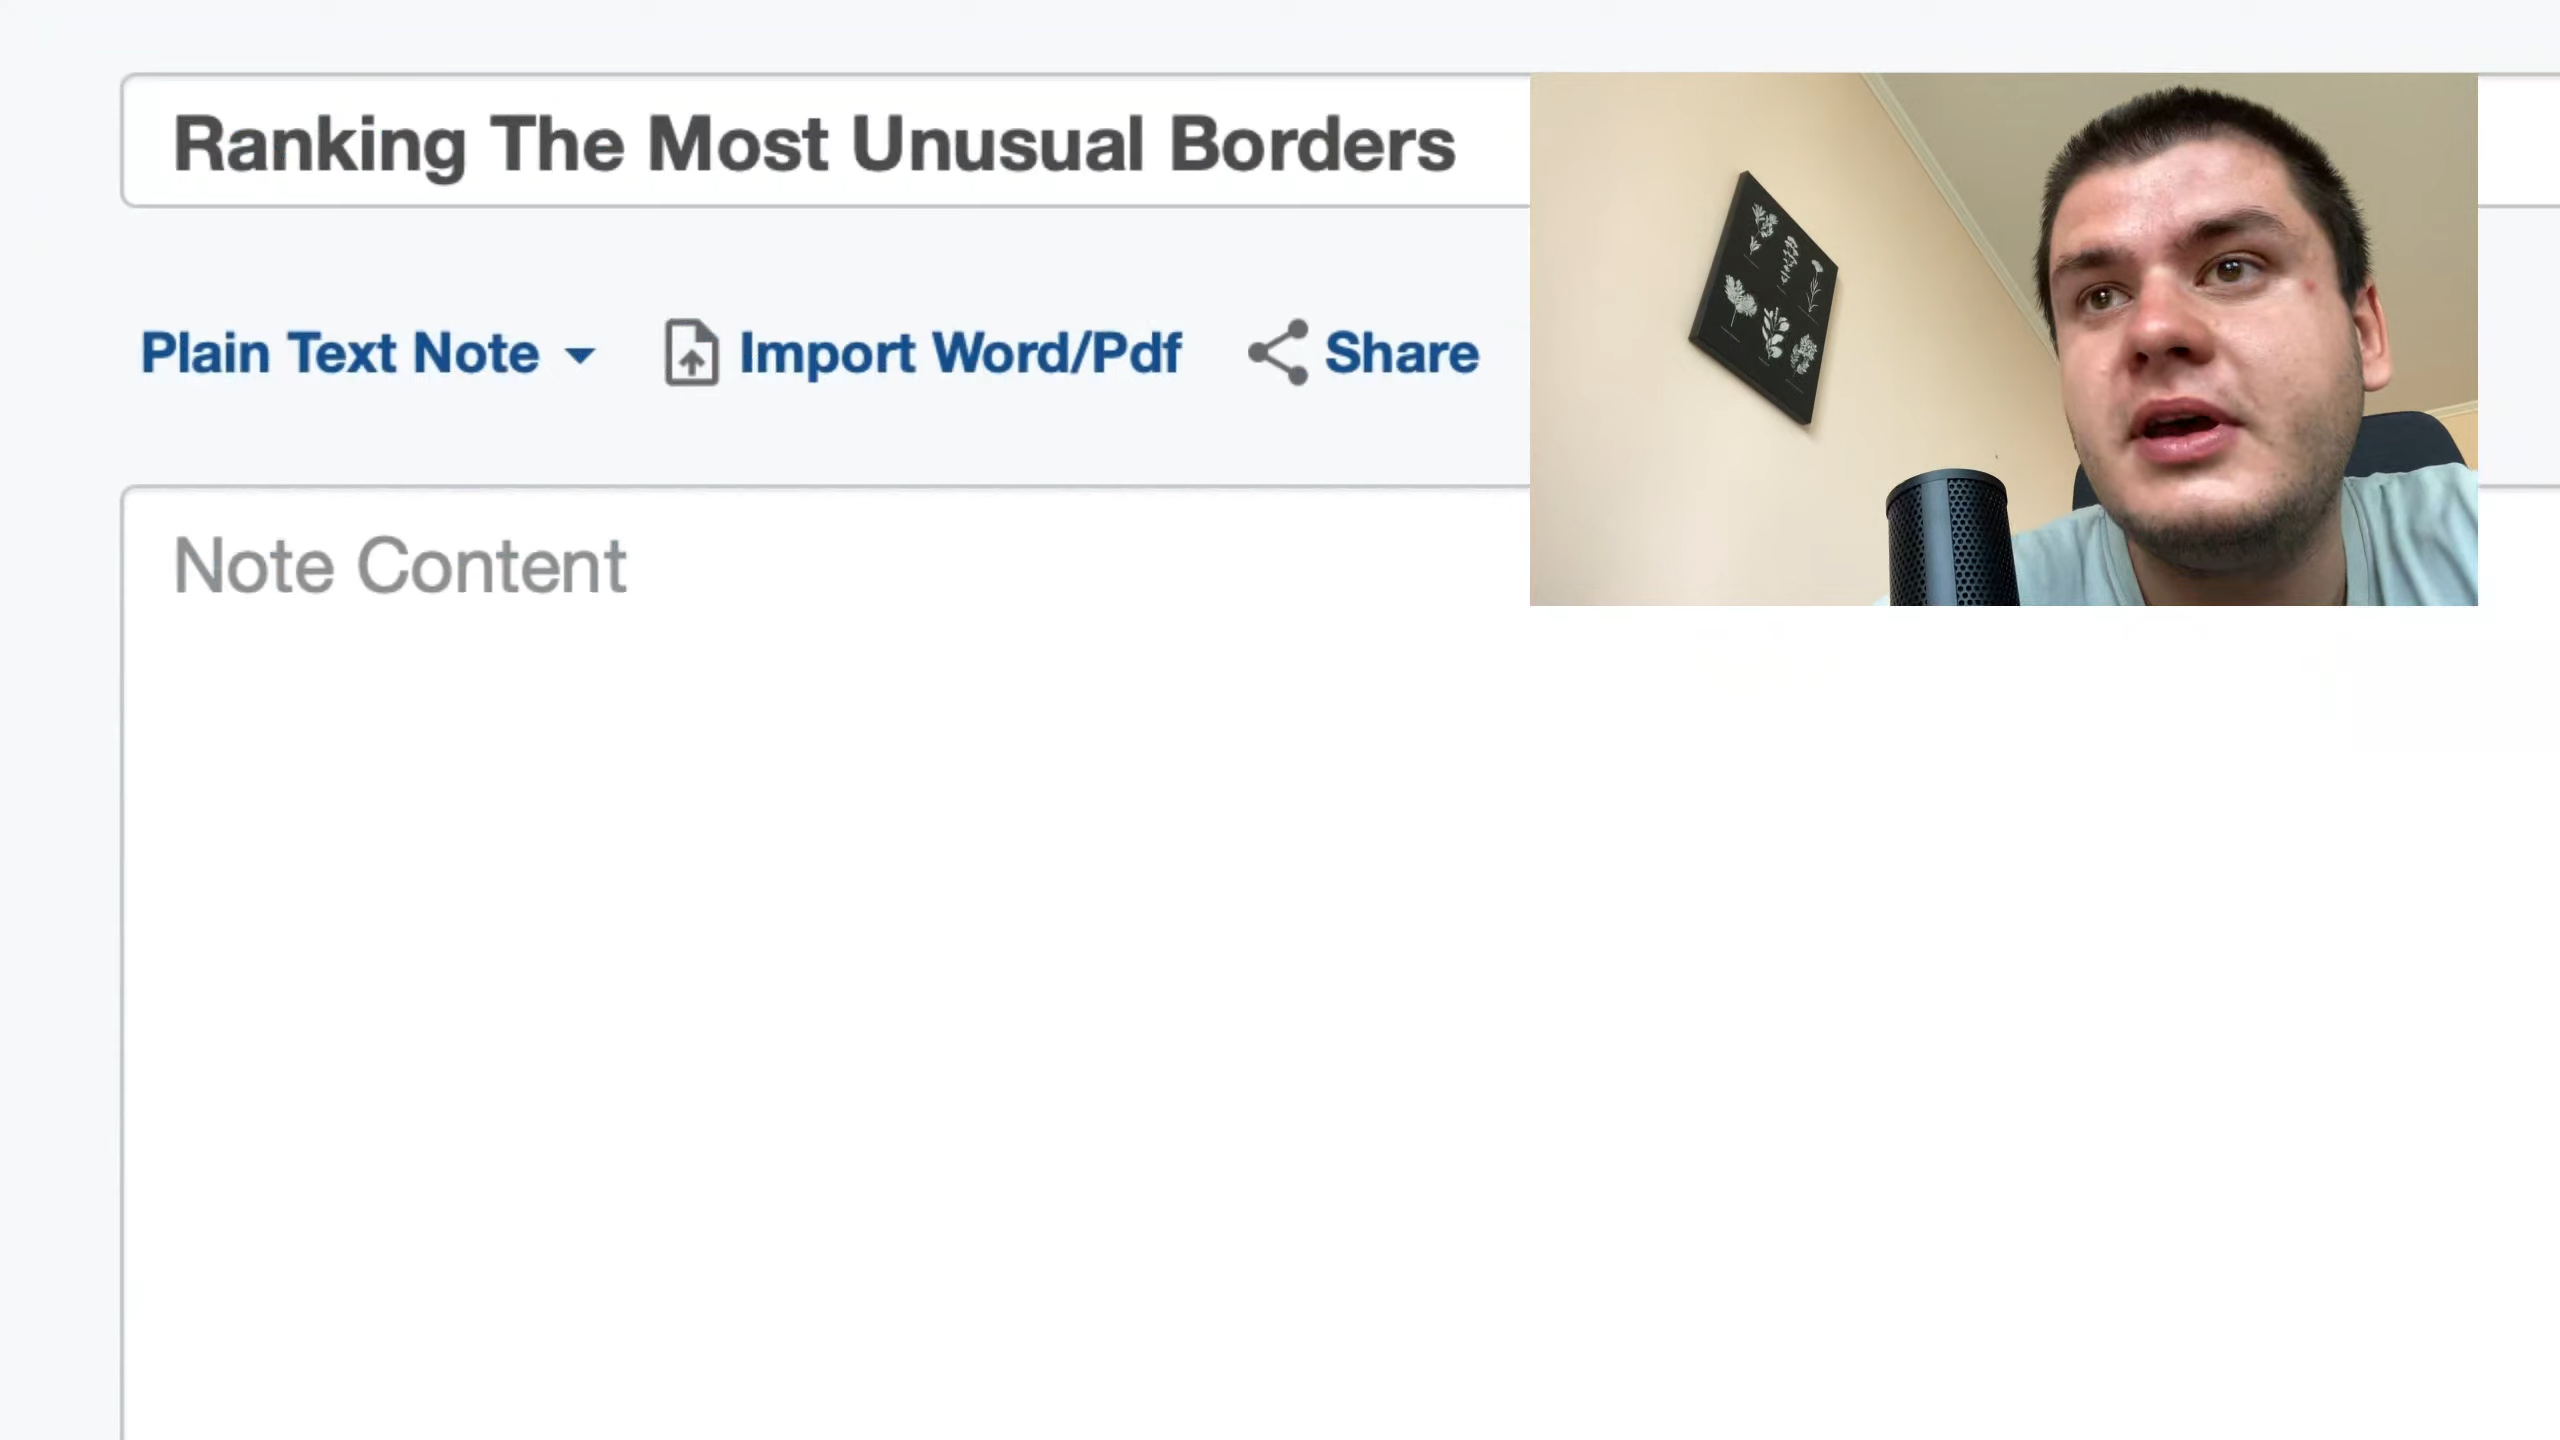 Ranking The Most Unusual Borders
Plain Text Note Import Word/Pdf Share
Note Content